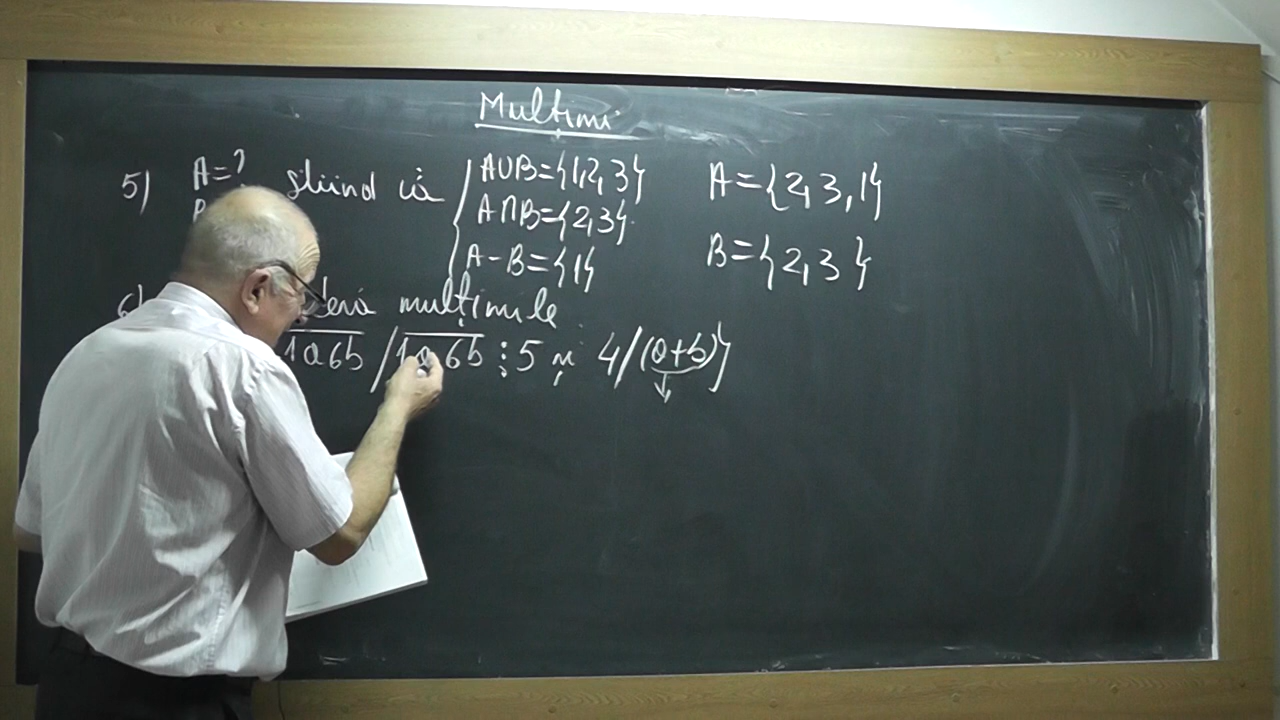 Mulțimi
5) A=? știind că A∪B={1,2,3} A={2,3,1}
A∩B={2,3} B={2,3}
A-B={1}
6) mulțimile
1a6b / 1a6b ⋮ 5 și 4/(a+b)}